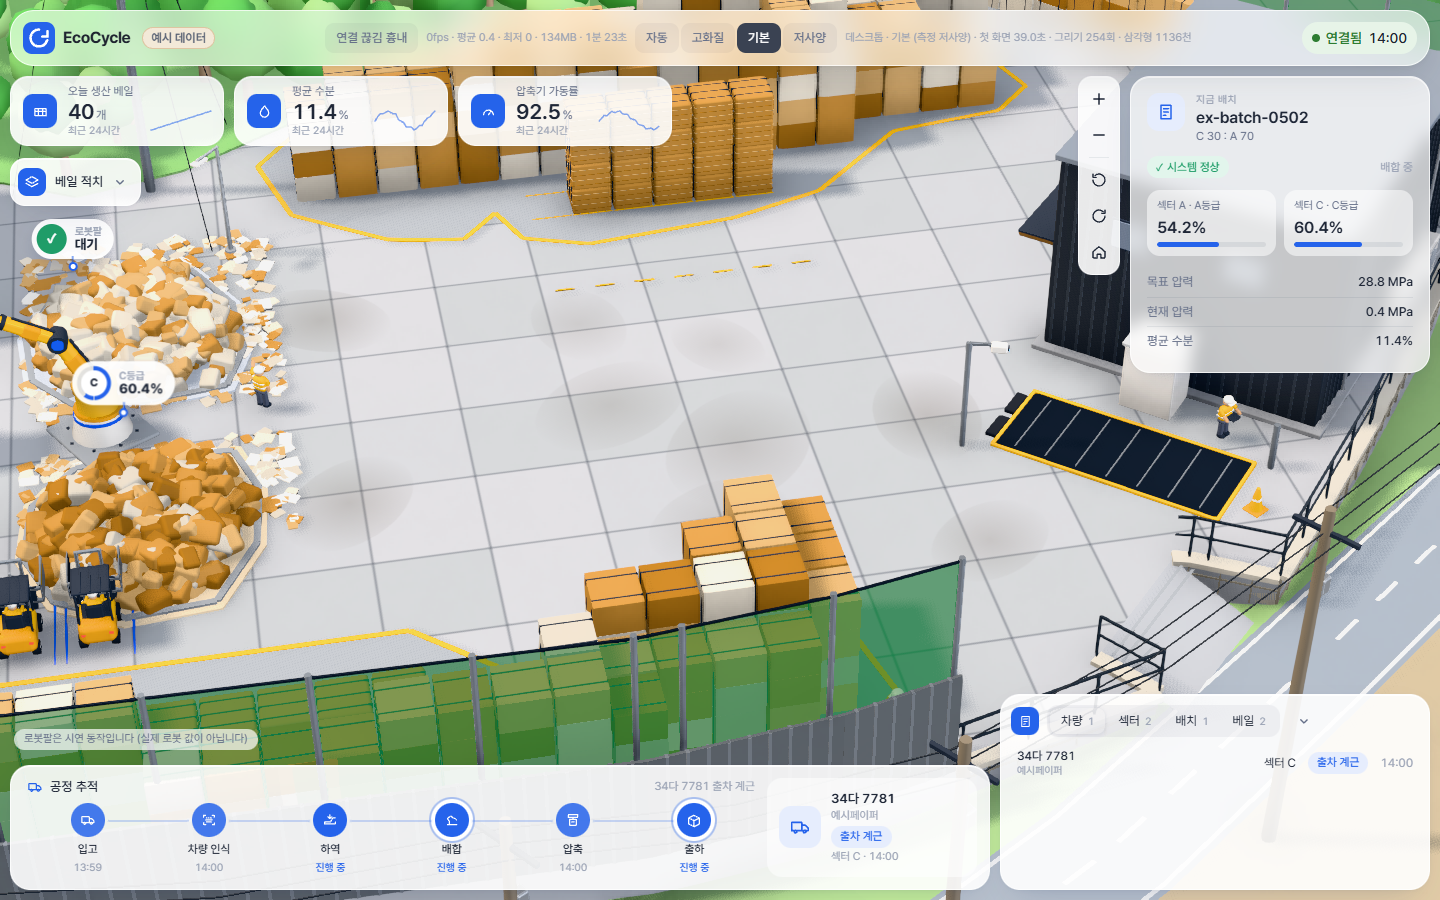 EcoCycle
예시 데이터
연결 끊김 흉내
0fps · 평균 0.4 · 최저 0 · 134MB · 1분 23초
자동
고화질
기본
저사양
데스크톱 · 기본 (측정 저사양) · 첫 화면 39.0초 · 그리기 254회 · 삼각형 1136천
연결됨 14:00
오늘 생산 베일
40개
최근 24시간
평균 수분
11.4%
최근 24시간
압축기 가동률
92.5%
최근 24시간
베일 적치
로봇팔
대기
C
C등급
60.4%
지금 배치
ex-batch-0502
C 30 : A 70
✓ 시스템 정상
배합 중
섹터 A · A등급
54.2%
섹터 C · C등급
60.4%
목표 압력
28.8 MPa
현재 압력
0.4 MPa
평균 수분
11.4%
로봇팔은 시연 동작입니다 (실제 로봇 값이 아닙니다)
공정 추적
34다 7781 출차 계근
입고
13:59
차량 인식
14:00
하역
진행 중
배합
진행 중
압축
14:00
출하
진행 중
34다 7781
예시페이퍼
출차 계근
섹터 C · 14:00
차량 1
섹터 2
배치 1
베일 2
34다 7781
예시페이퍼
섹터 C
출차 계근
14:00